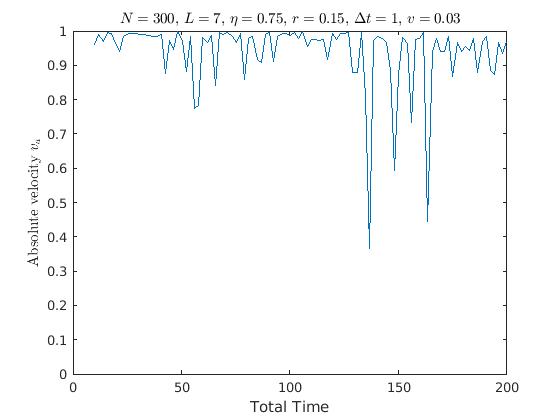 N = 300, L = 7, η = 0.75, r = 0.15, Δt = 1, v = 0.03
1
0.9
0.8
0.7
0.6
0.5
0.4
0.3
0.2
0.1
0
Absolute velocity vₐ
0 50 100 150 200
Total Time